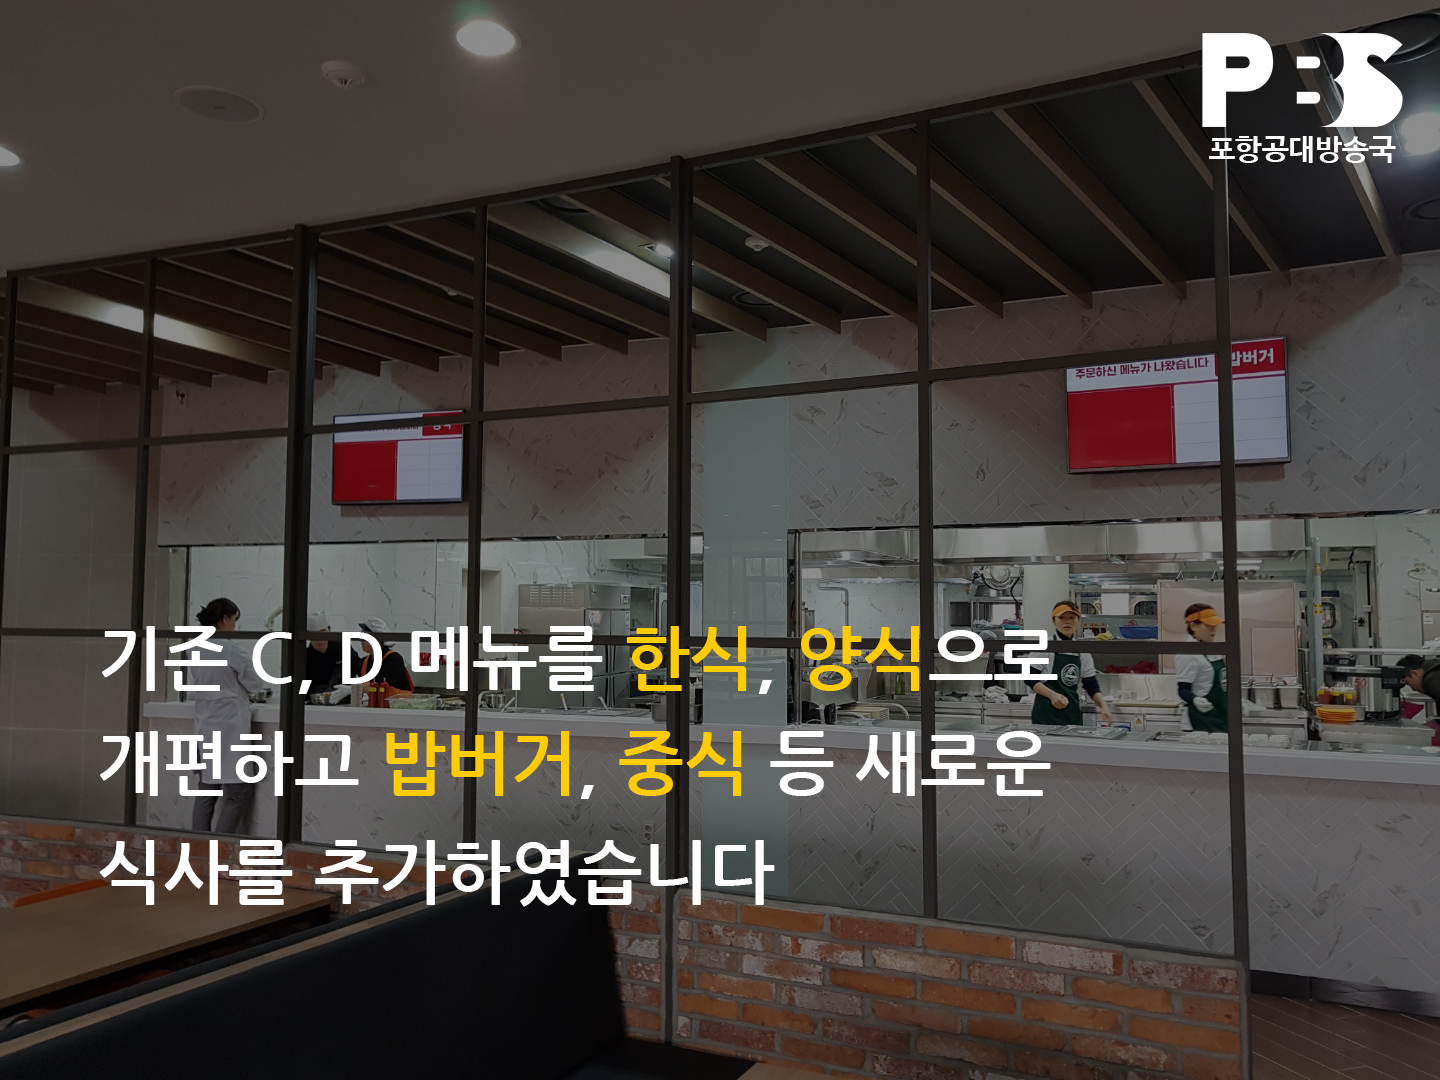 PBS
포항공대방송국
주문하신 메뉴가 나왔습니다
밥버거
양식
기존 C, D 메뉴를 한식, 양식으로
개편하고 밥버거, 중식 등 새로운
식사를 추가하였습니다